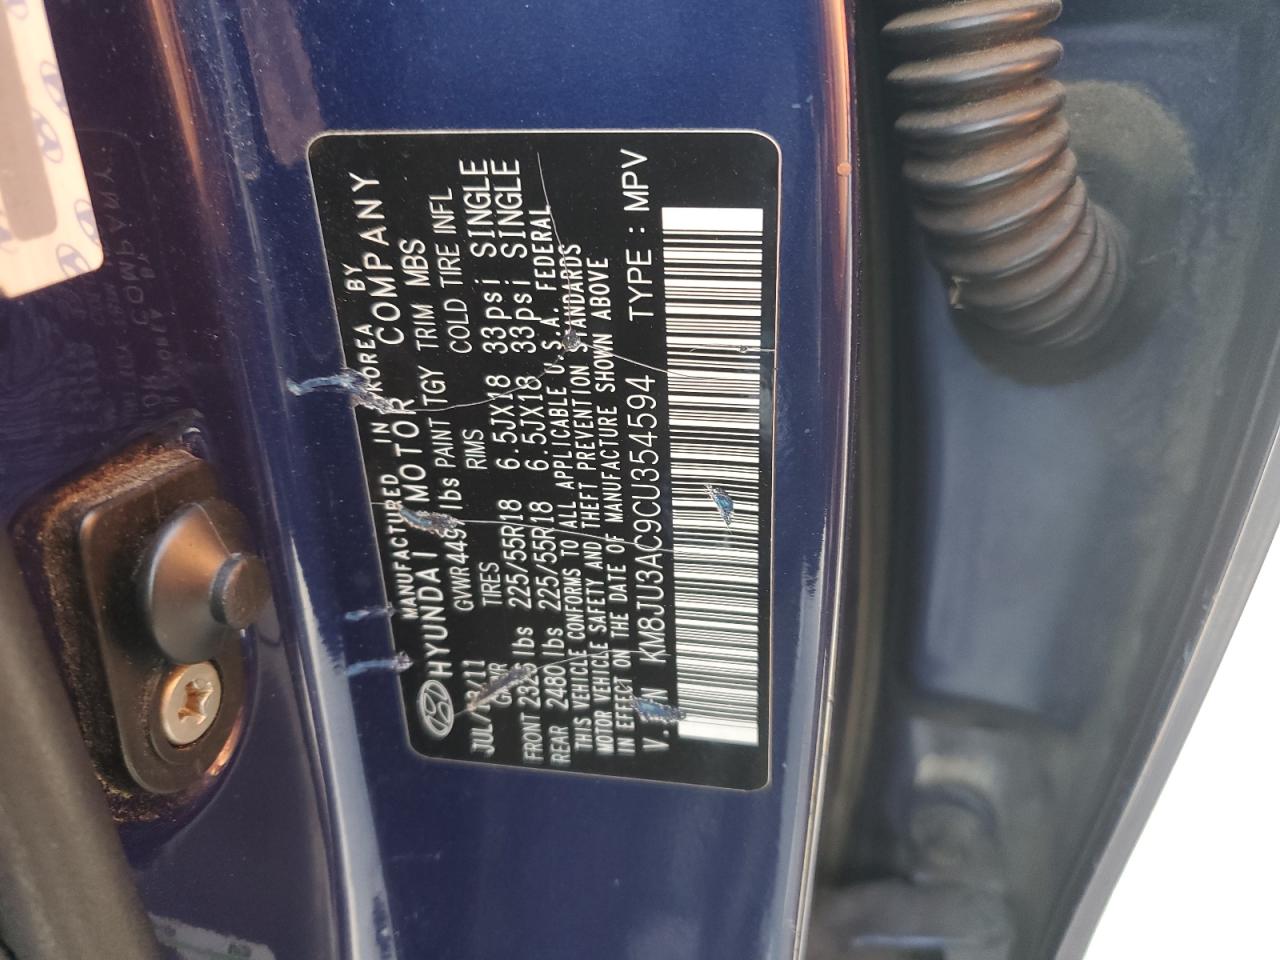 MANUFACTURED IN KOREA BY
HYUNDAI MOTOR COMPANY
JUL/ /11 GVWR 449 lbs PAINT TGY TRIM MBS
TIRES RIMS COLD TIRE INFL
FRONT lbs 225/55R18 6.5JX18 33psi SINGLE
REAR 2480 lbs 225/55R18 6.5JX18 33psi SINGLE
THIS VEHICLE CONFORMS TO ALL APPLICABLE U.S.A. FEDERAL
MOTOR VEHICLE SAFETY AND THEFT PREVENTION STANDARDS
IN EFFECT ON THE DATE OF MANUFACTURE SHOWN ABOVE
V.I.N KM8JU3AC9CU354594 TYPE : MPV